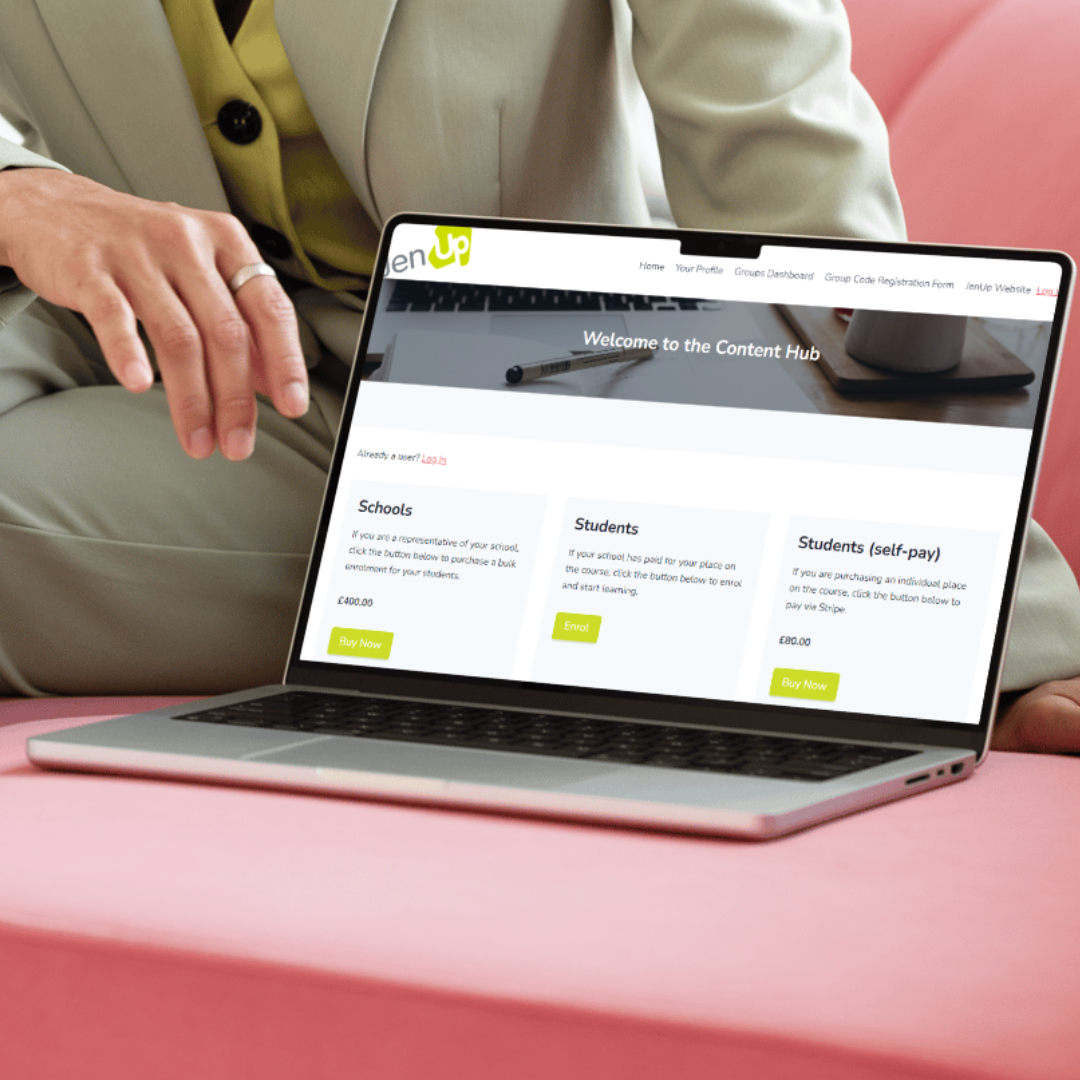 JenUp
Home Your Profile Groups Dashboard Group Code Registration Form JenUp Website Log
Welcome to the Content Hub
Already a user? Log in
Schools
If you are a representative of your school,
click the button below to purchase a bulk
enrolment for your students.
£400.00
Buy Now
Students
If your school has paid for your place on
the course, click the button below to enrol
and start learning.
Enrol
Students (self-pay)
If you are purchasing an individual place
on the course, click the button below to
pay via Stripe.
£80.00
Buy Now